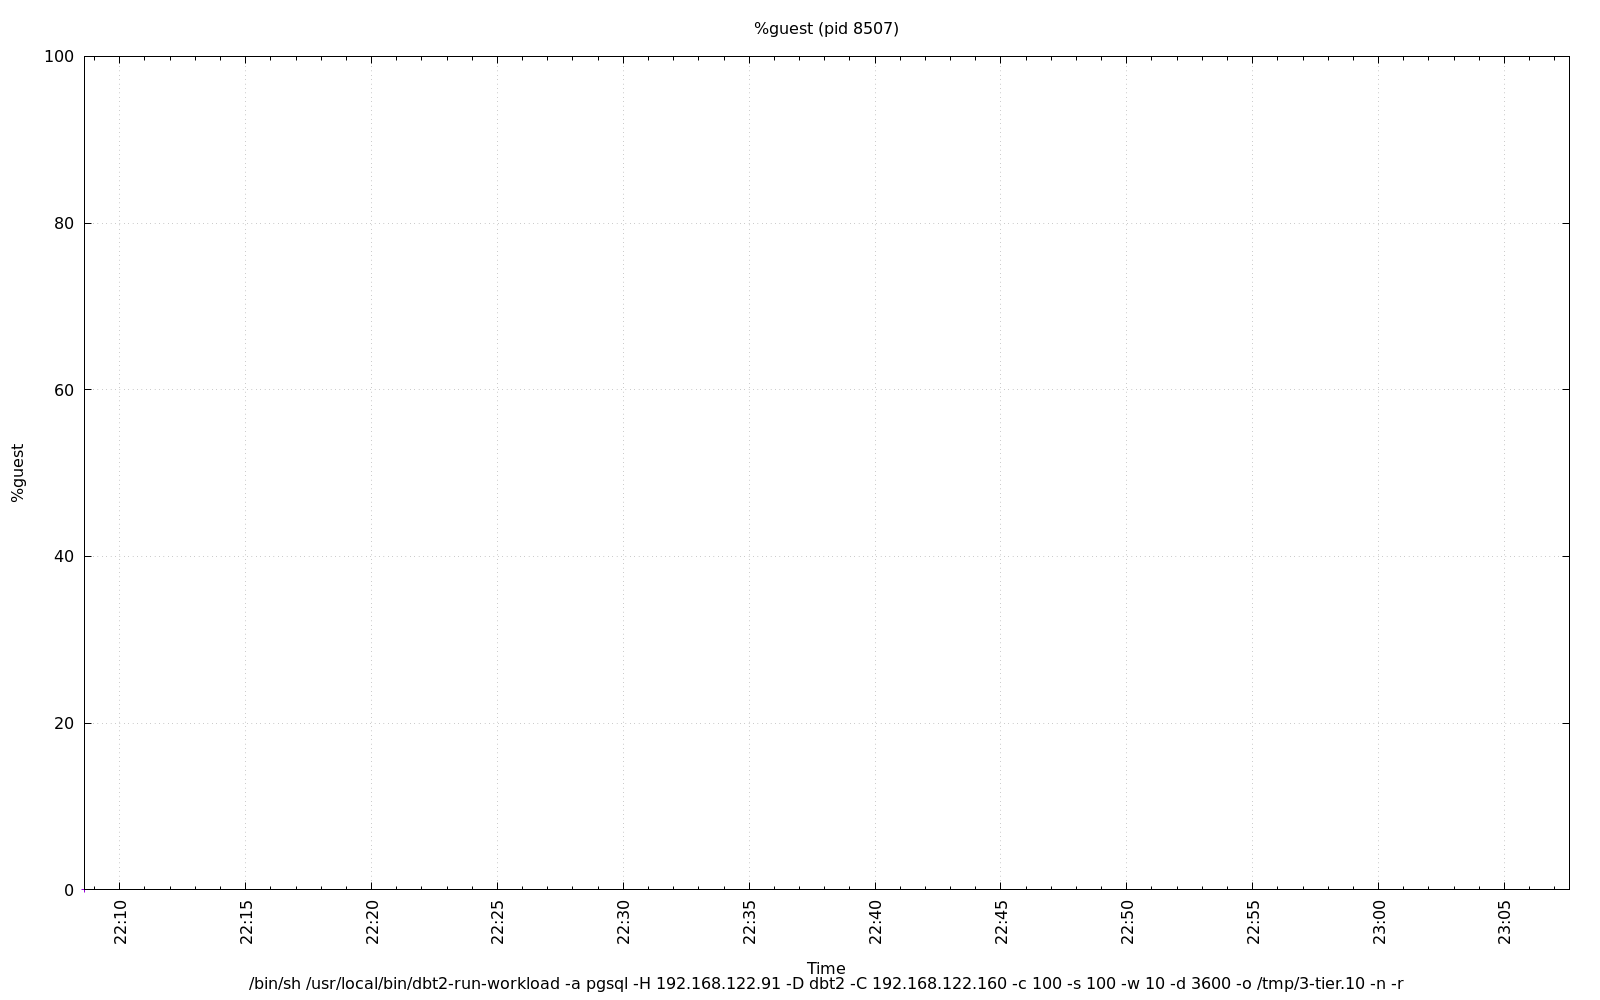 %guest (pid 8507)
100
80
60
40
20
0
%guest
22:10 22:15 22:20 22:25 22:30 22:35 22:40 22:45 22:50 22:55 23:00 23:05
Time
/bin/sh /usr/local/bin/dbt2-run-workload -a pgsql -H 192.168.122.91 -D dbt2 -C 192.168.122.160 -c 100 -s 100 -w 10 -d 3600 -o /tmp/3-tier.10 -n -r